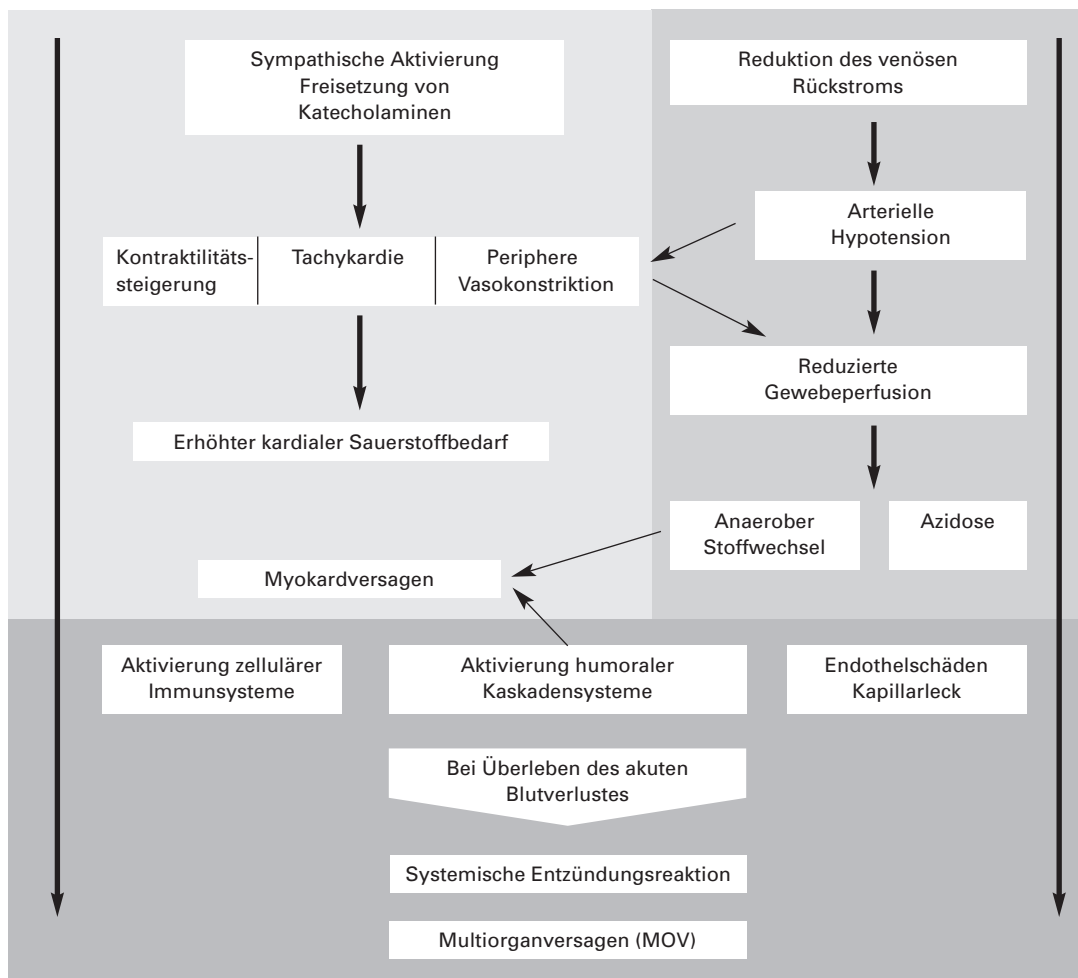 Sympathische Aktivierung
Freisetzung von
Katecholaminen
Reduktion des venösen
Rückstroms
Arterielle
Hypotension
Kontraktilitäts-
steigerung
Tachykardie
Periphere
Vasokonstriktion
Reduzierte
Gewebeperfusion
Erhöhter kardialer Sauerstoffbedarf
Anaerober
Stoffwechsel
Azidose
Myokardversagen
Aktivierung zellulärer
Immunsysteme
Aktivierung humoraler
Kaskadensysteme
Endothelschäden
Kapillarleck
Bei Überleben des akuten
Blutverlustes
Systemische Entzündungsreaktion
Multiorganversagen (MOV)